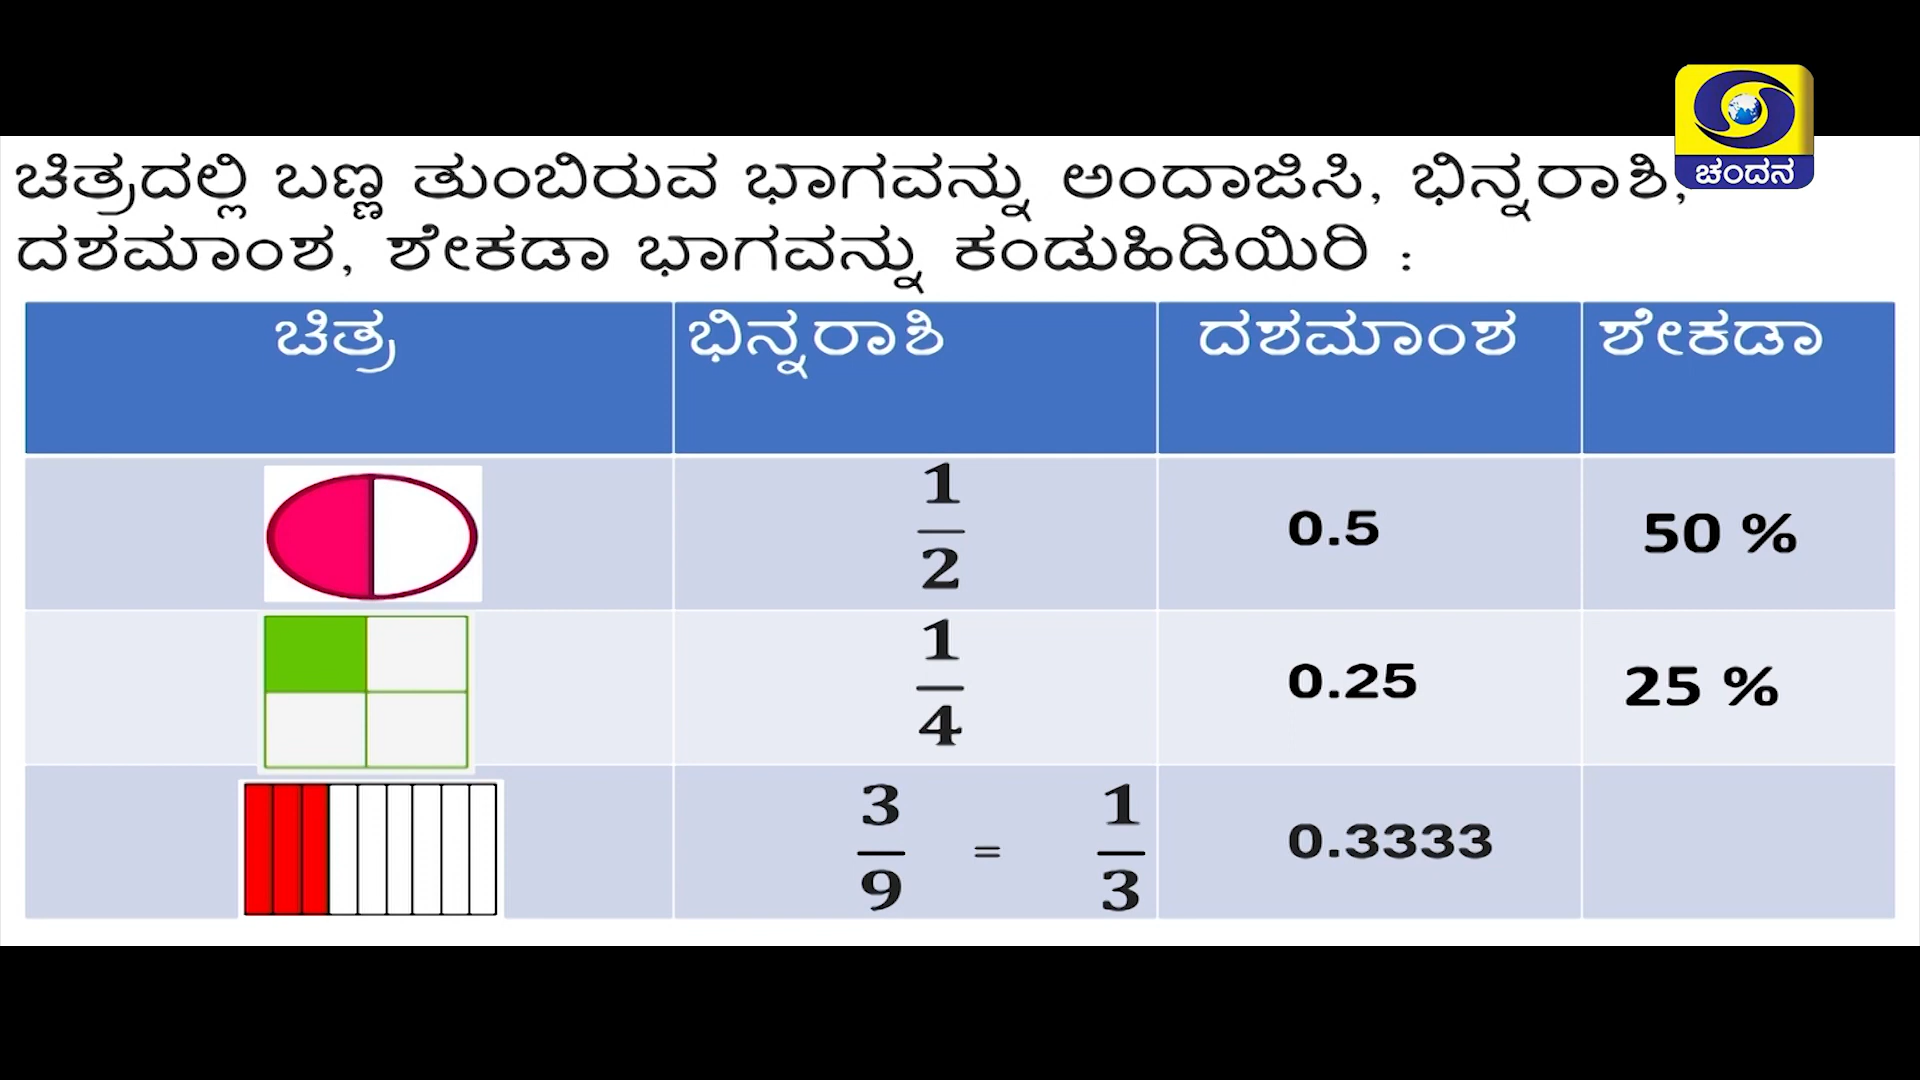 ಚಂದನ
ಚಿತ್ರದಲ್ಲಿ ಬಣ್ಣ ತುಂಬಿರುವ ಭಾಗವನ್ನು ಅಂದಾಜಿಸಿ, ಭಿನ್ನರಾಶಿ,
ದಶಮಾಂಶ, ಶೇಕಡಾ ಭಾಗವನ್ನು ಕಂಡುಹಿಡಿಯಿರಿ :
ಚಿತ್ರ ಭಿನ್ನರಾಶಿ ದಶಮಾಂಶ ಶೇಕಡಾ
1/2 0.5 50 %
1/4 0.25 25 %
3/9 = 1/3 0.3333